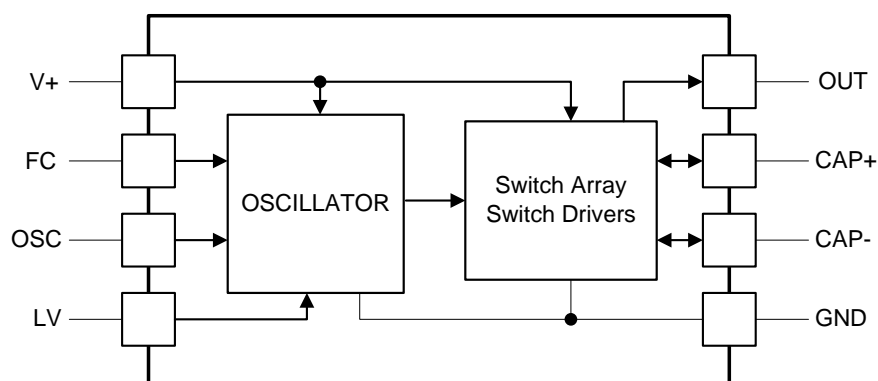 V+
OUT
FC
CAP+
OSCILLATOR
Switch Array
Switch Drivers
OSC
CAP-
LV
GND